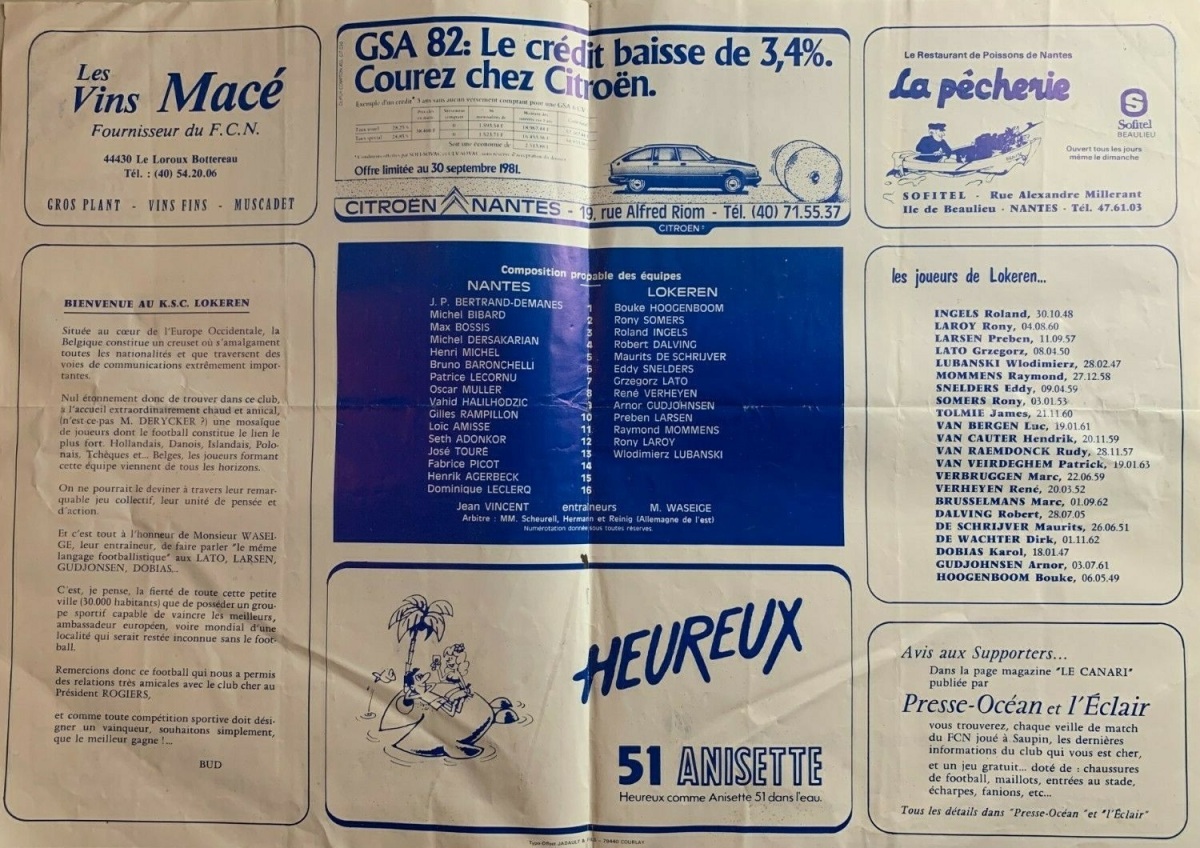 Les
Vins Macé
Fournisseur du F.C.N.
44430 Le Loroux Bottereau
Tél. : (40) 54.20.06
GROS PLANT - VINS FINS - MUSCADET
GSA 82: Le crédit baisse de 3,4%.
Courez chez Citroën.
Exemple d'un crédit* 3 ans sans aucun versement comptant pour une GSA
Soit une économie de
Offre limitée au 30 septembre 1981.
CITROËN NANTES - 19, rue Alfred Riom - Tél. (40) 71.55.37
CITROËN
Le Restaurant de Poissons de Nantes
La pêcherie
S
Sofitel
BEAULIEU
Ouvert tous les jours
même le dimanche
SOFITEL - Rue Alexandre Millerant
Ile de Beaulieu - NANTES - Tél. 47.61.03
BIENVENUE AU K.S.C. LOKEREN
Située au cœur de l'Europe Occidentale, la
Belgique constitue un creuset où s'amalgament
toutes les nationalités et que traversent des
voies de communications extrêmement impor-
tantes.
Nul étonnement donc de trouver dans ce club,
à l'accueil extraordinairement chaud et amical,
(n'est-ce-pas M. DERYCKER ?) une mosaïque
de joueurs dont le football constitue le lien le
plus fort. Hollandais, Danois, Islandais, Polo-
nais, Tchèques et... Belges, les joueurs formant
cette équipe viennent de tous les horizons.
On ne pourrait le deviner à travers leur remar-
quable jeu collectif, leur unité de pensée et
d'action.
Et c'est tout à l'honneur de Monsieur WASEI-
GE, leur entraîneur, de faire parler "le même
langage footballistique" aux LATO, LARSEN,
GUDJONSEN, DOBIAS...
C'est, je pense, la fierté de toute cette petite
ville (30.000 habitants) que de posséder un grou-
pe sportif capable de vaincre les meilleurs,
ambassadeur européen, voire mondial d'une
localité qui serait restée inconnue sans le foot-
ball.
Remercions donc ce football qui nous a permis
des relations très amicales avec le club cher au
Président ROGIERS,
et comme toute compétition sportive doit dési-
gner un vainqueur, souhaitons simplement,
que le meilleur gagne !...
BUD
Composition probable des équipes
NANTES LOKEREN
J. P. BERTRAND-DEMANES 1 Bouke HOOGENBOOM
Michel BIBARD 2 Rony SOMERS
Max BOSSIS 3 Roland INGELS
Michel DERSAKARIAN 4 Robert DALVING
Henri MICHEL 5 Maurits DE SCHRIJVER
Bruno BARONCHELLI 6 Eddy SNELDERS
Patrice LECORNU 7 Grzegorz LATO
Oscar MULLER 8 René VERHEYEN
Vahid HALILHODZIC 9 Arnor GUDJOHNSEN
Gilles RAMPILLON 10 Preben LARSEN
Loïc AMISSE 11 Raymond MOMMENS
Seth ADONKOR 12 Rony LAROY
José TOURÉ 13 Wlodimierz LUBANSKI
Fabrice PICOT 14
Henrik AGERBECK 15
Dominique LECLERQ 16
Jean VINCENT entraîneurs M. WASEIGE
Arbitre : MM. Scheurell, Hermann et Reinig (Allemagne de l'est)
Numérotation donnée sous toutes réserves.
les joueurs de Lokeren...
INGELS Roland, 30.10.48
LAROY Rony, 04.08.60
LARSEN Preben, 11.09.57
LATO Grzegorz, 08.04.50
LUBANSKI Wlodimierz, 28.02.47
MOMMENS Raymond, 27.12.58
SNELDERS Eddy, 09.04.59
SOMERS Rony, 03.01.53
TOLMIE James, 21.11.60
VAN BERGEN Luc, 19.01.61
VAN CAUTER Hendrik, 20.11.59
VAN RAEMDONCK Rudy, 28.11.57
VAN VEIRDEGHEM Patrick, 19.01.63
VERBRUGGEN Marc, 22.06.59
VERHEYEN René, 20.03.52
BRUSSELMANS Marc, 01.09.62
DALVING Robert, 28.07.05
DE SCHRIJVER Maurits, 26.06.51
DE WACHTER Dirk, 01.11.62
DOBIAS Karol, 18.01.47
GUDJOHNSEN Arnor, 03.07.61
HOOGENBOOM Bouke, 06.05.49
HEUREUX
51 ANISETTE
Heureux comme Anisette 51 dans l'eau.
Avis aux Supporters...
Dans la page magazine "LE CANARI"
publiée par
Presse-Océan et l'Éclair
vous trouverez, chaque veille de match
du FCN joué à Saupin, les dernières
informations du club qui vous est cher,
et un jeu gratuit... doté de : chaussures
de football, maillots, entrées au stade,
écharpes, fanions, etc...
Tous les détails dans "Presse-Océan "et "l'Éclair"